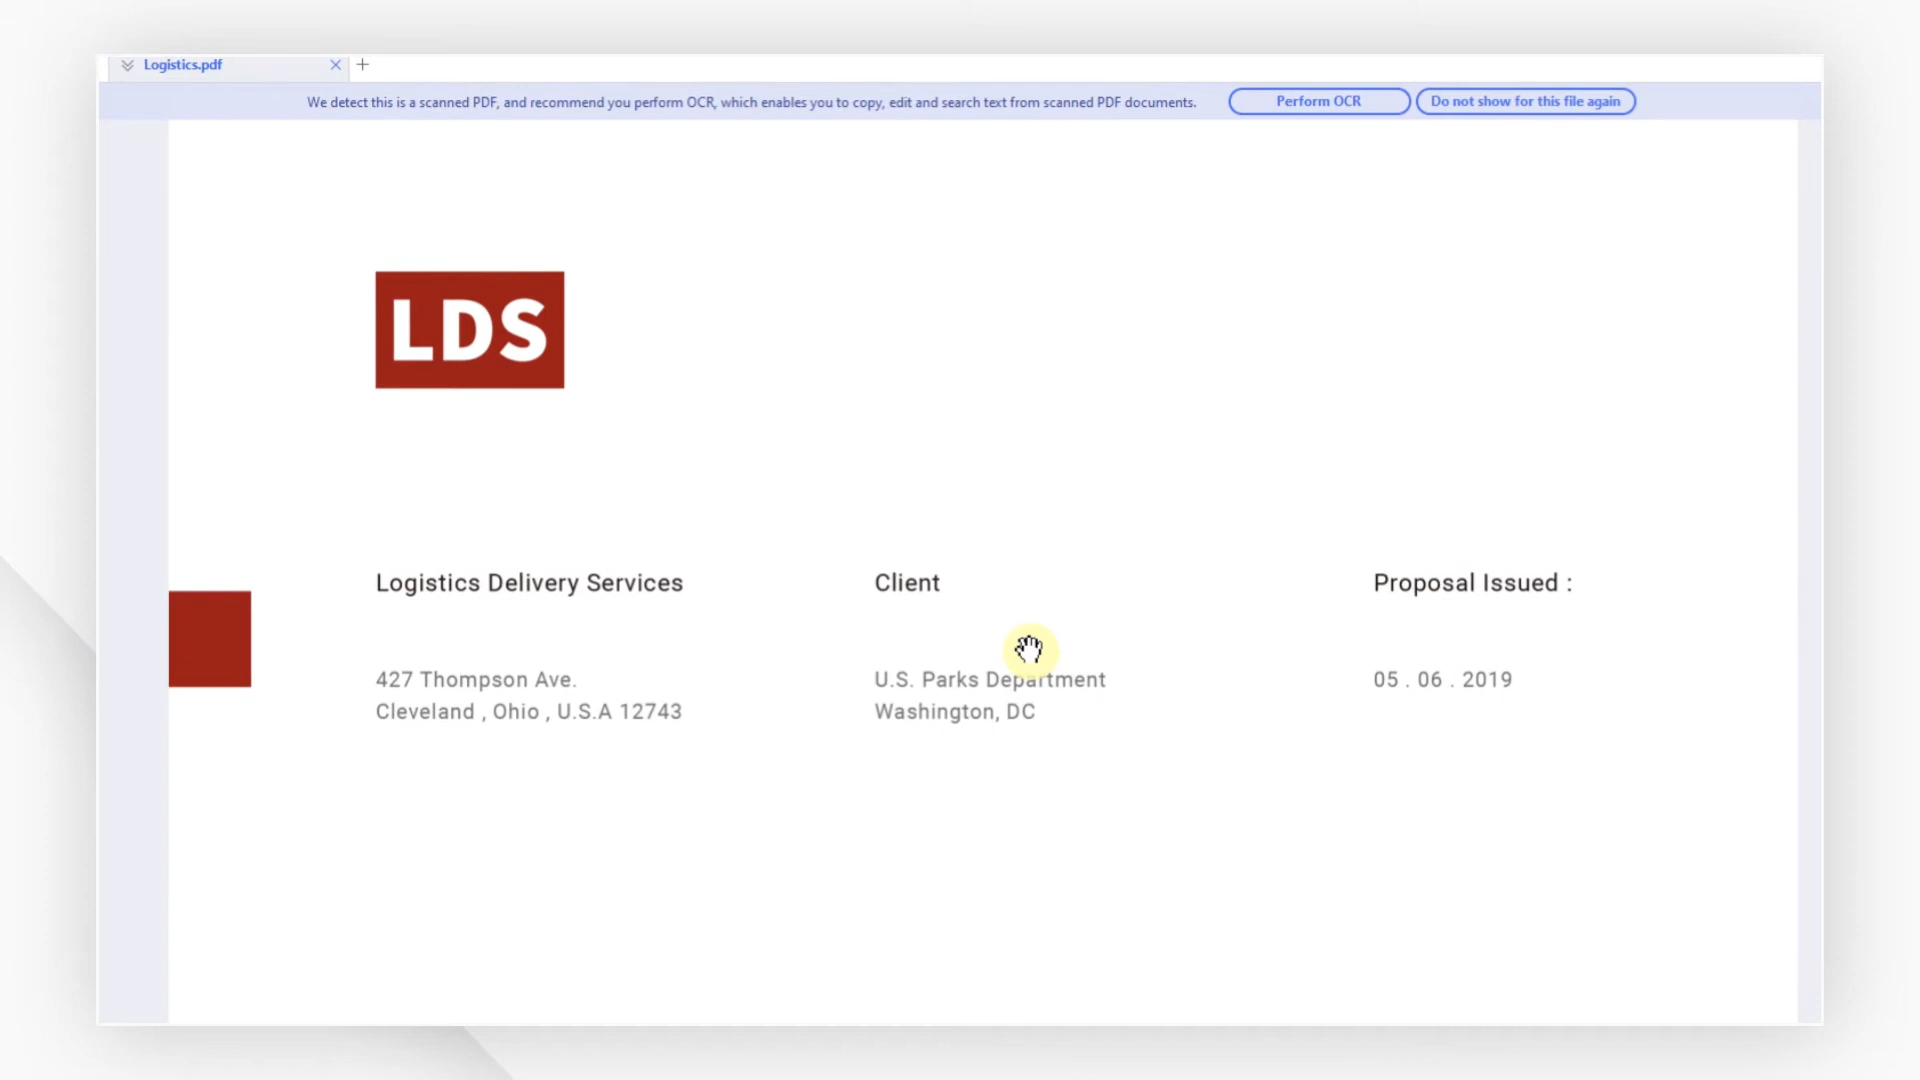 Logistics.pdf
We detect this is a scanned PDF, and recommend you perform OCR, which enables you to copy, edit and search text from scanned PDF documents.
Perform OCR
Do not show for this file again
LDS
Logistics Delivery Services
427 Thompson Ave.
Cleveland , Ohio , U.S.A 12743
Client
U.S. Parks Department
Washington, DC
Proposal Issued :
05 . 06 . 2019